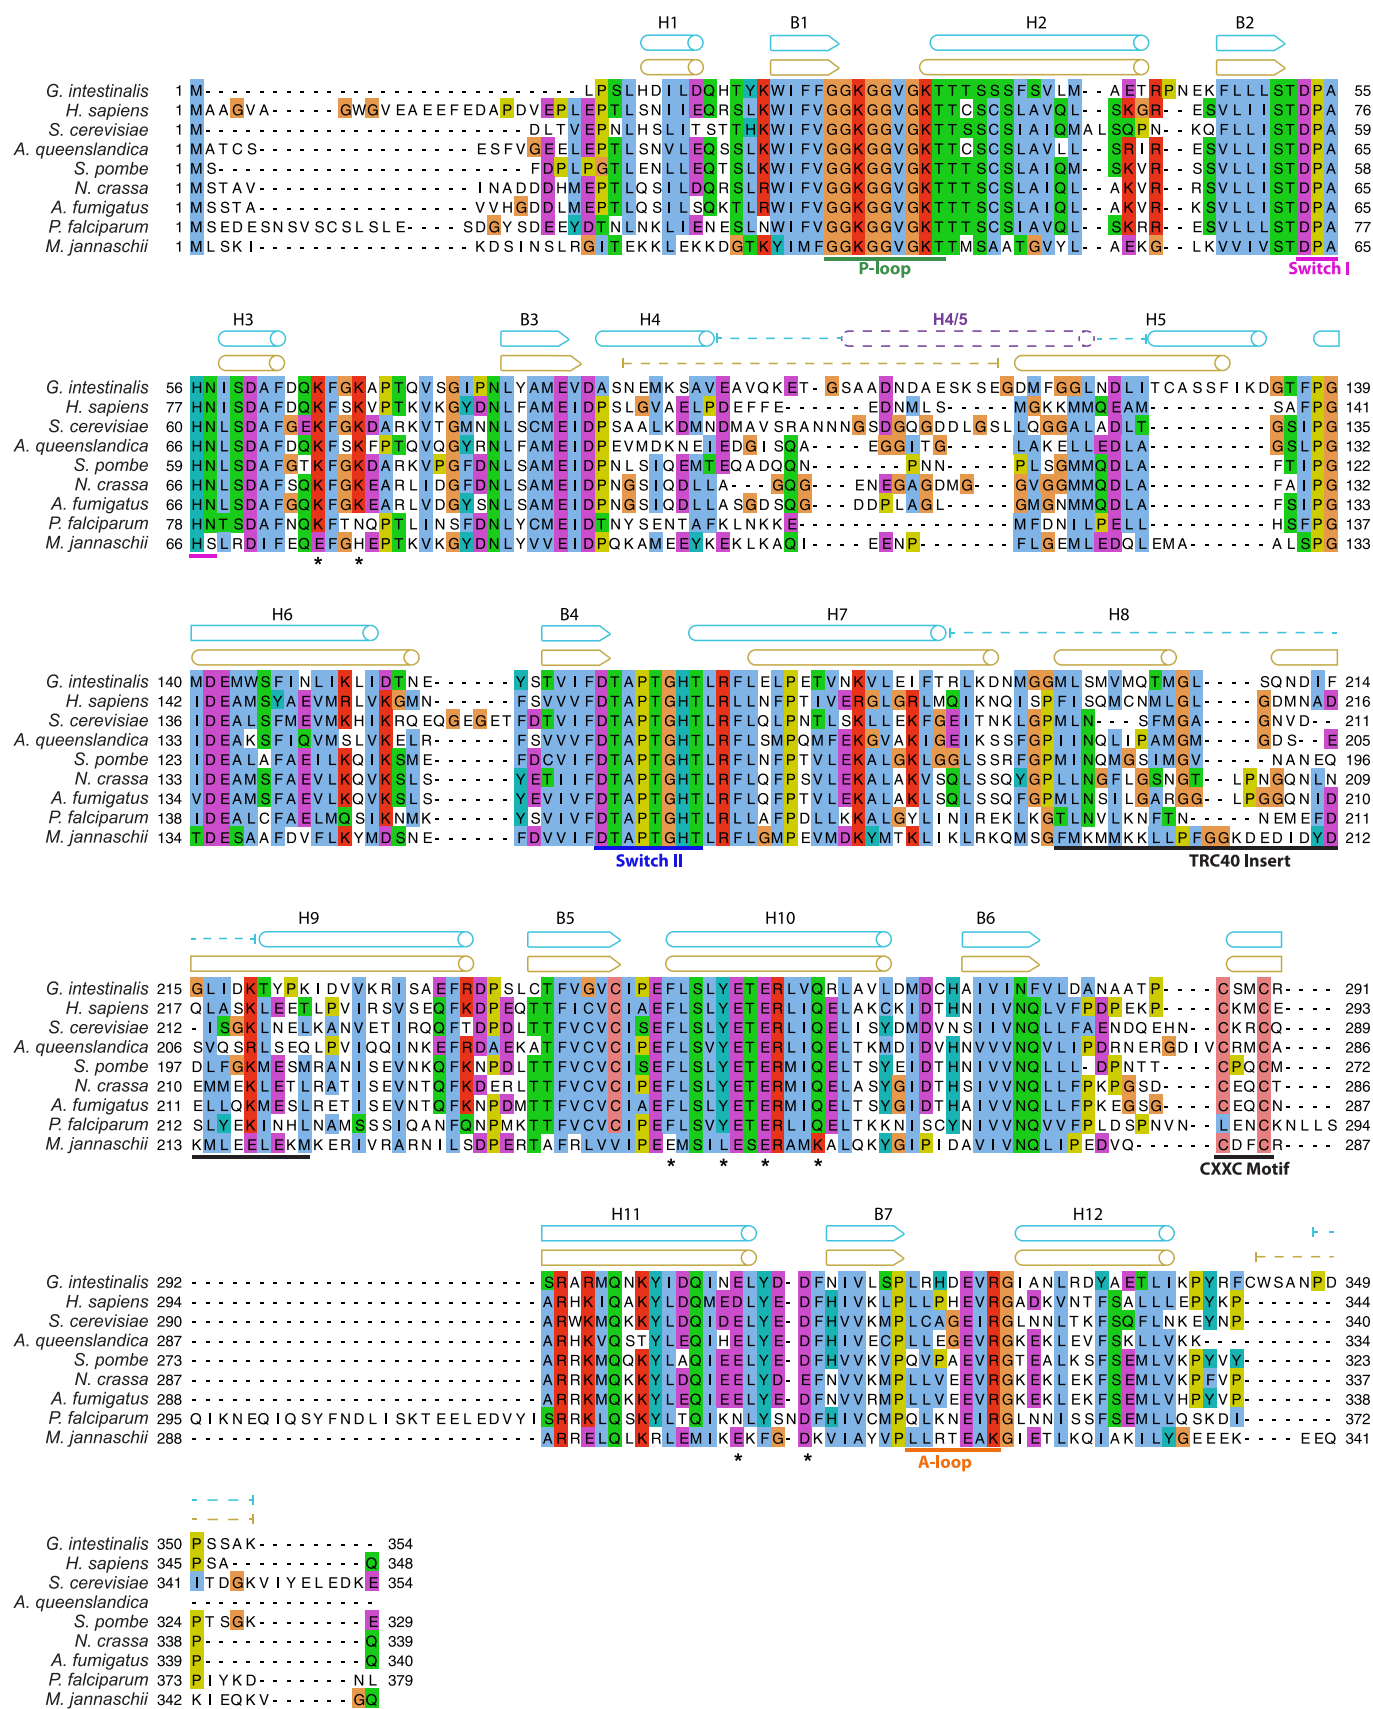 H1 B1 H2 B2
G. intestinalis 1 M----------------------------LPSLHDILDQHTYKWIFFGGKGGVGKTTTSSSFSVLM--AETRPNEKFLLLSTDPA 55
H. sapiens 1 MAAGVA-----GWGVEAEEFEDAPDVEPLEPTLSNILEQRSLKWIFVGGKGGVGKTTCSCSLAVQL--SKGR--ESVLIISTDPA 76
S. cerevisiae 1 M------------------------DLTVEPNLHSLITSTTHKWIFVGGKGGVGKTTSSCSIAIQMALSQPN--KQFLLISTDPA 59
A. queenslandica 1 MATCS----------------ESFVGEELEPTLSNVLEQSSLKWIFVGGKGGVGKTTCSCSLAVLL--SRIR--ESVLIISTDPA 65
S. pombe 1 MS-----------------------FDPLPGTLENLLEQTSLKWIFVGGKGGVGKTTTSCSLAIQM--SKVR--SSVLLISTDPA 58
N. crassa 1 MSTAV----------------INADDDHMEPTLQSILDQRSLRWIFVGGKGGVGKTTTSCSLAIQL--AKVR--RSVLLISTDPA 65
A. fumigatus 1 MSSTA----------------VVHGDDLMEPTLQSILSQKTLRWIFVGGKGGVGKTTTSCSLAIQL--AKVR--KSVLLISTDPA 65
P. falciparum 1 MSEDESNSVSCSLSLE----SDGYSDEEYDTNLNKLIENESLNWIFVGGKGGVGKTTTSCSIAVQL--SKRR--ESVLLLSTDPA 77
M. jannaschii 1 MLSKI----------------KDSINSLRGITEKKLEKKDGTKYIMFGGKGGVGKTTMSAATGVYL--AEKG--LKVVIVSTDPA 65
P-loop Switch I
H3 B3 H4 H4/5 H5
G. intestinalis 56 HNISDAFDQKFGKAPTQVSGIPNLYAMEVDASNEMKSAVEAVQKET-GSAADNDAESKSEGDMFGGLNDLITCASSFIKDGTFPG 139
H. sapiens 77 HNISDAFDQKFSKVPTKVKGYDNLFAMEIDPSLGVAELPDEFFE------EDNMLS-----MGKKMMQEAM-------SAFPG 141
S. cerevisiae 60 HNLSDAFGEKFGKDARKVTGMNNLSCMEIDPSAALKDMNDMAVSRANNNGSDGQGDDLGSLLQGGALADLT-------GSIPG 135
A. queenslandica 66 HNISDAFDQKFSKFPTQVQGYRNLFAMEIDPEVMDKNEIEDGISQA-----EGGITG-----LAKELLEDLA-------GSLPG 132
S. pombe 59 HNLSDAFGTKFGKDARKVPGFDNLSAMEIDPNLSIQEMTEQADQQN-------PNN----PLSGMMQDLA---------FTIPG 122
N. crassa 66 HNLSDAFSQKFGKEARLIDGFDNLSAMEIDPNGSIQDLLA---GQG---ENEGAGDMG---GVGGMMQDLA---------FAIPG 132
A. fumigatus 66 HNLSDAFGQKFGKEARLVDGYSNLSAMEIDPNGSIQDLLASGDSQG---DDPLAG------GMGNMMQDLA---------FSIPG 133
P. falciparum 78 HNTSDAFNQKFTNQPTLINSFDNLYCMEIDTNYSENTAFKLNKKE----------------MFDNILPELL---------HSFPG 137
M. jannaschii 66 HSLRDIFEQEFGHEPTKVKGYDNLYVVEIDPQKAMEEYKEKLKAQI-----EENP-------FLGEMLEDQLEMA------ALSPG 133
* *
H6 B4 H7 H8
G. intestinalis 140 MDEMWSFINLIKLIDTNE------YSTVIFDTAPTGHTLRFLELPETVNKVLEIFTRLKDNMGGMLSMVMQTMGL---SQNDIF 214
H. sapiens 142 IDEAMSYAEVMRLVKGMN------FSVVVFDTAPTGHTLRLLNFPTIVERGLGRLMQIKNQISPFISQMCNMLGL---GDMNAD 216
S. cerevisiae 136 IDEALSFMEVMKHIKRQEQGEGETFDTVIFDTAPTGHTLRFLQLPNTLSKLLEKFGEITNKLGPMLN---SFMGA---GNVD- 211
A. queenslandica 133 IDEAKSFIQVMSLVKELR------FSVVVFDTAPTGHTLRFLSMPQMFEKGVAKIGEIKSSFGPIINQLIPAMGM---GDS--E 205
S. pombe 123 IDEALAFAEILKQIKSME------FDCVIFDTAPTGHTLRFLNFPTVLEKALGKLGGLSSRFGPMINQMGSIMGV---NANEQ 196
N. crassa 133 IDEAMSFAEVLKQVKSLS------YETIIFDTAPTGHTLRFLQFPSVLEKALAKVSQLSSQYGPLLNGFLGSNGT--LPNGQNLN 209
A. fumigatus 134 VDEAMSFAEVLKQVKSLS------YEVIVFDTAPTGHTLRFLQFPTVLEKALAKLSQLSSQFGPMLNSILGARGG--LPGGQNID 210
P. falciparum 138 IDEALCFAELMQSIKNMK------YSVIVFDTAPTGHTLRLLAFPDLLKKALGYLINIREKLKGTLNVLKNFTN----NEMEFD 211
M. jannaschii 134 TDESAAFDVFLKYMDSNE------FDVVIFDTAPTGHTLRFLGMPEVMDKYMTKLIKLRKQMSGFMKMMKKLLPFGGKDEDIDYD 212
Switch II TRC40 Insert
H9 B5 H10 B6
G. intestinalis 215 GLIDKTYPKIDVVKRISAEFRDPSLCTFVGVCIPEFLSLYETERLVQRLAVLDMDCHAIVINFVLDANAATP----CSMCR---- 291
H. sapiens 217 QLASKLEETLPVIRSVSEQFKDPEQTTFICVCIAEFLSLYETERLIQELAKCKIDTHNIIVNQLVFPDPEKP----CKMCE---- 293
S. cerevisiae 212 -ISGKLNELKANVETIRQQFTDPDLTTFVCVCISEFLSLYETERLIQELISYDMDVNSIIVNQLLFAENDQEHN--CKRCQ---- 289
A. queenslandica 206 SVQSRLSEQLPVIQQINKEFRDAEKATFVCVCIPEFLSVYETERLIQELTKMDIDVHNVVVNQVLIPDRNERGDIVCRMCA---- 286
S. pombe 197 DLFGKMESMRANISEVNKQFKNPDLTTFVCVCISEFLSLYETERMIQELTSYEIDTHNIVVNQLLL-DPNTT----CPQCM---- 272
N. crassa 210 EMMEKLETLRATISEVNTQFKDERLTTFVCVCIPEFLSLYETERMIQELASYGIDTHSIVVNQLLFPKPGSD----CEQCT---- 286
A. fumigatus 211 ELLQKMESLRETISEVNTQFKNPDMTTFVCVCIAEFLSLYETERMIQELTSYGIDTHAIVVNQLLFPKEGSG----CEQCN---- 287
P. falciparum 212 SLYEKINHLNAMSSSIQANFQNPMKTTFVCVCIPEFLSVYETERLIQELTKKNISCYNIVVNQVVFPLDSPNVN--LENCKNLLS 294
M. jannaschii 213 KMLEELEKMKERIVRARNILSDPERTAFRLVVIPEEMSILESERAMKALQKYGIPIDAVIVNQLIPEDVQ------CDFCR---- 287
* * * *
CXXC Motif
H11 B7 H12
G. intestinalis 292 --------------------------SRARMQNKYIDQINELYD-DFNIVLSPLRHDEVRGIANLRDYAETLIKPYRFCWSANPD 349
H. sapiens 294 --------------------------ARHKIQAKYLDQMEDLYE-DFHIVKLPLLPHEVRGADKVNTFSALLLEPYKP------- 344
S. cerevisiae 290 --------------------------ARWKMQKKYLDQIDELYE-DFHVVKMPLCAGEIRGLNNLTKFSQFLNKEYNP------- 340
A. queenslandica 287 --------------------------ARHKVQSTYLEQIHELYE-DFHIVECPLLEGEVRGKEKLEVFSKLLVKK---------- 334
S. pombe 273 --------------------------ARRKMQQKYLAQIEELYE-DFHVVKVPQVPAEVRGTEALKSFSEMLVKPYVY------- 323
N. crassa 287 --------------------------ARRKMQKKYLDQIEELYE-DFNVVKMPLLVEEVRGKEKLEKFSEMLVKPFVP------- 337
A. fumigatus 288 --------------------------ARRKMQKKYLEQIEELYE-DFNVVRMPLLVEEVRGKEKLEKFSEMLVHPYVP------- 338
P. falciparum 295 QIKNEQIQSYFNDLISKTEELEDVYISRRKLQSKYLTQIKNLYSNDFHIVCMPQLKNEIRGLNNISSFSEMLLQSKDI------- 372
M. jannaschii 288 --------------------------ARRELQLKRLEMIKEKFG-DKVIAYVPLLRTEAKGIETLKQIAKILYGEEEK----EEQ 341
* *
A-loop
G. intestinalis 350 PSSAK--------- 354
H. sapiens 345 PSA----------Q 348
S. cerevisiae 341 ITDGKVIYELEDKE 354
A. queenslandica --------------
S. pombe 324 PTSGK--------E 329
N. crassa 338 P------------Q 339
A. fumigatus 339 P------------Q 340
P. falciparum 373 PIYKD-------NL 379
M. jannaschii 342 KIEQKV------GQ